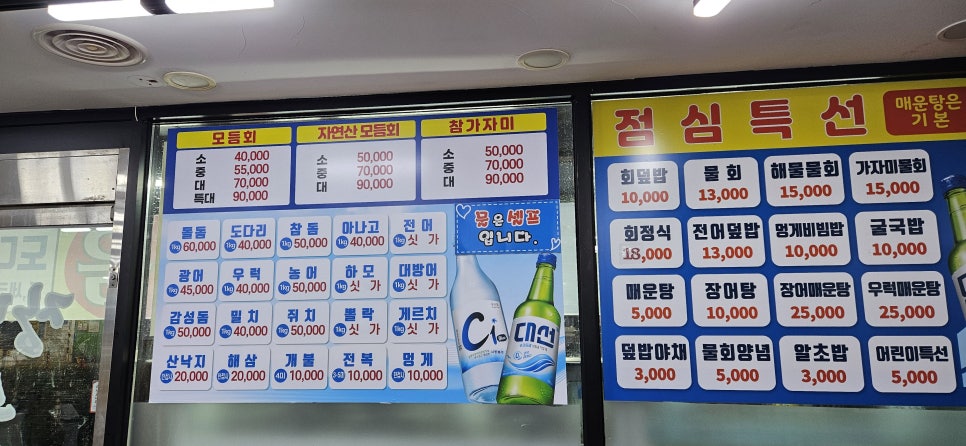 모듬회
소 40,000
중 55,000
대 70,000
특대 90,000
자연산 모듬회
소 50,000
중 70,000
대 90,000
참가자미
소 50,000
중 70,000
대 90,000
돌돔 도다리 참돔 아나고 전어
1kg 60,000 1kg 40,000 1kg 50,000 1kg 40,000 1kg 싯가
광어 우럭 농어 하모 대방어
1kg 45,000 1kg 40,000 1kg 50,000 1kg 싯가 1kg 싯가
감성돔 밀치 쥐치 뽈락 게르치
1kg 50,000 1kg 40,000 1kg 50,000 1kg 싯가 1kg 싯가
산낙지 해삼 개불 전복 멍게
20,000 20,000 10,000 10,000 10,000
물은 셀프
입니다.
대선
점심특선
매운탕은
기본
회덮밥 물회 해물물회 가자미물회
10,000 13,000 15,000 15,000
회정식 전어덮밥 멍게비빔밥 굴국밥
18,000 13,000 10,000 10,000
매운탕 장어탕 장어매운탕 우럭매운탕
5,000 10,000 25,000 25,000
덮밥야채 물회양념 알초밥 어린이특선
3,000 5,000 3,000 5,000